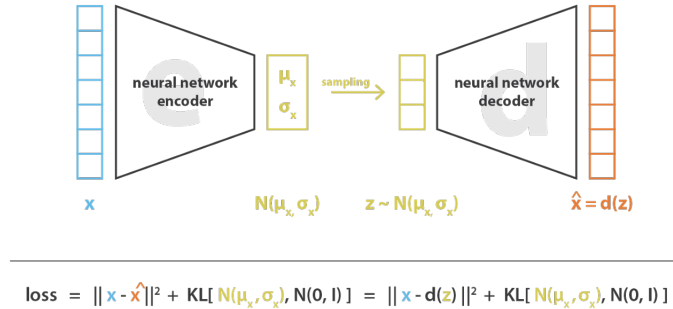 e
neural network
encoder
μₓ
σₓ
sampling
d
neural network
decoder
x
N(μₓ, σₓ)
z ~ N(μₓ, σₓ)
x̂ = d(z)
loss = || x - x̂ ||² + KL[ N(μₓ, σₓ), N(0, I) ] = || x - d(z) ||² + KL[ N(μₓ, σₓ), N(0, I) ]